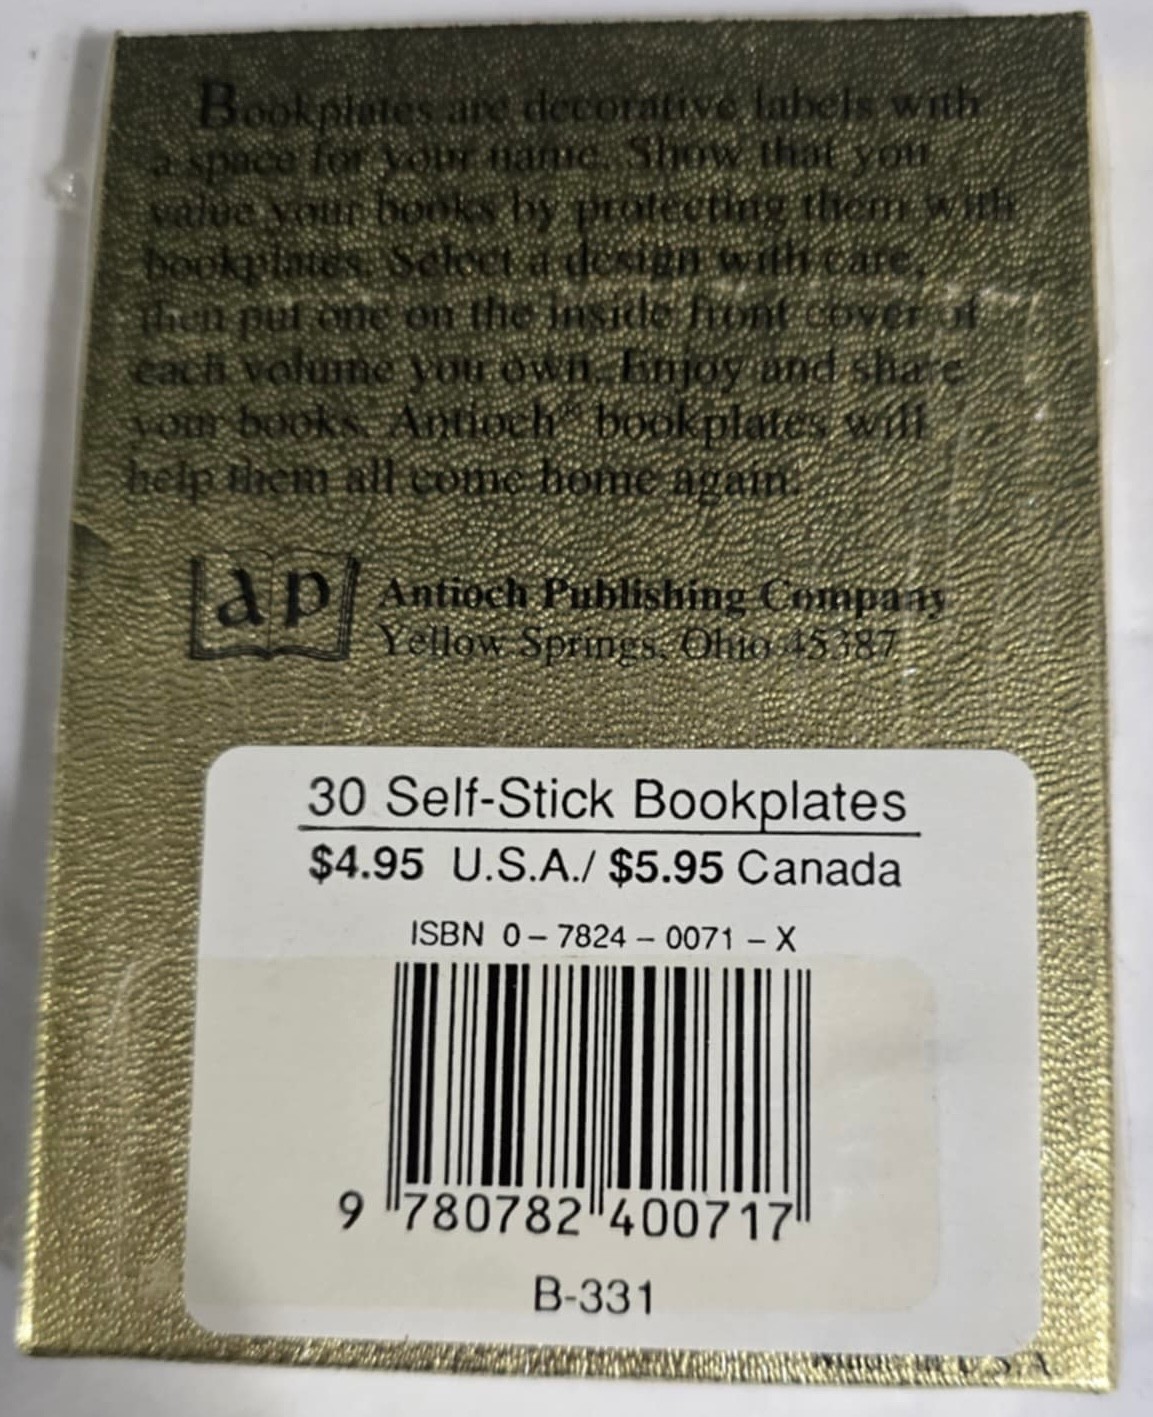 Bookplates are decorative labels with
a space for your name. Show that you
value your books by protecting them with
bookplates. Select a design with care,
then put one on the inside front cover of
each volume you own. Enjoy and share
your books. Antioch® bookplates will
help them all come home again.
ap
Antioch Publishing Company
Yellow Springs, Ohio 45387
30 Self-Stick Bookplates
$4.95 U.S.A./ $5.95 Canada
ISBN 0-7824-0071-X
9 780782 400717
B-331
Made in U.S.A.